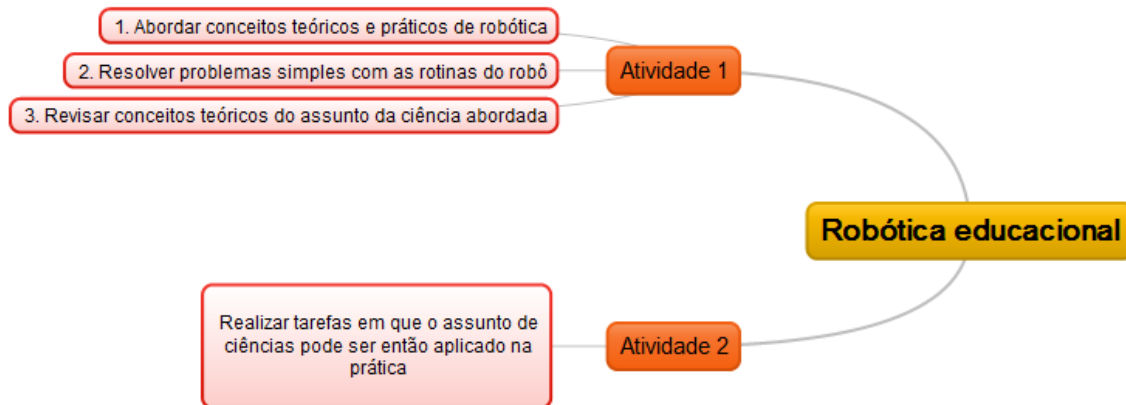 1. Abordar conceitos teóricos e práticos de robótica
2. Resolver problemas simples com as rotinas do robô
3. Revisar conceitos teóricos do assunto da ciência abordada
Atividade 1
Robótica educacional
Realizar tarefas em que o assunto de
ciências pode ser então aplicado na
prática
Atividade 2